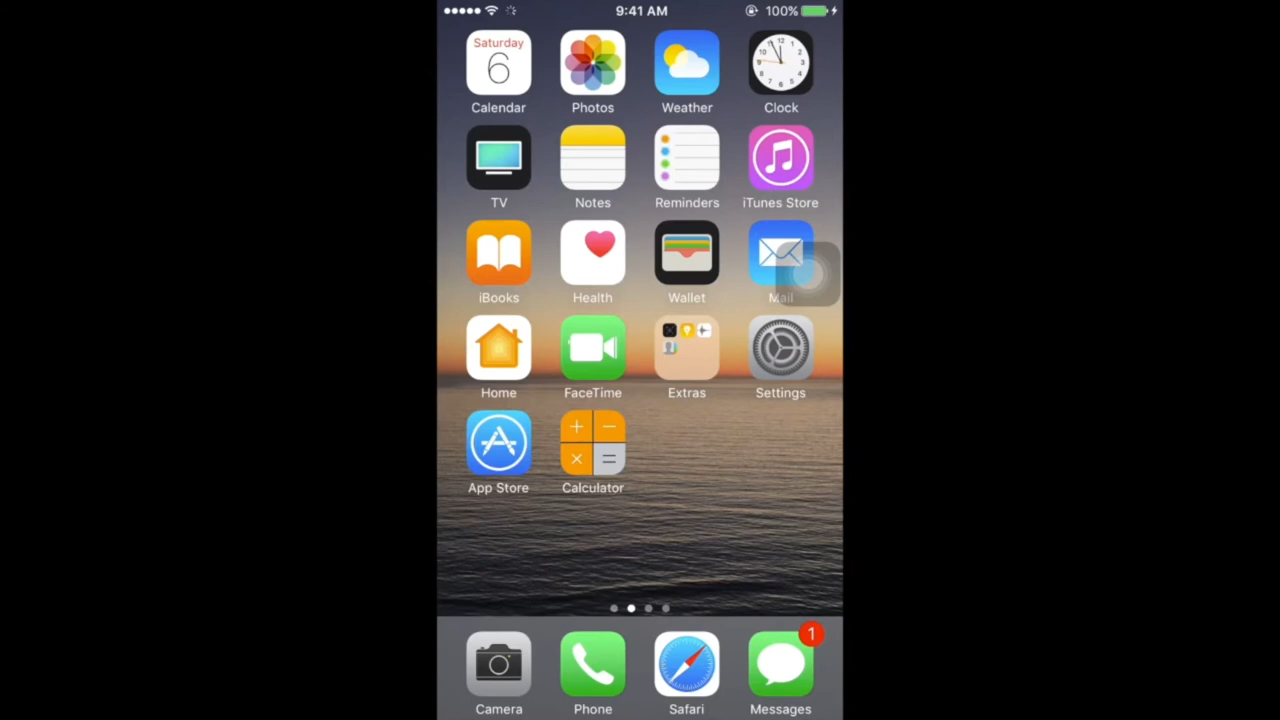 9:41 AM 100%
Saturday
6
Calendar Photos Weather Clock
TV Notes Reminders iTunes Store
iBooks Health Wallet Mail
Home FaceTime Extras Settings
App Store Calculator
1
Camera Phone Safari Messages